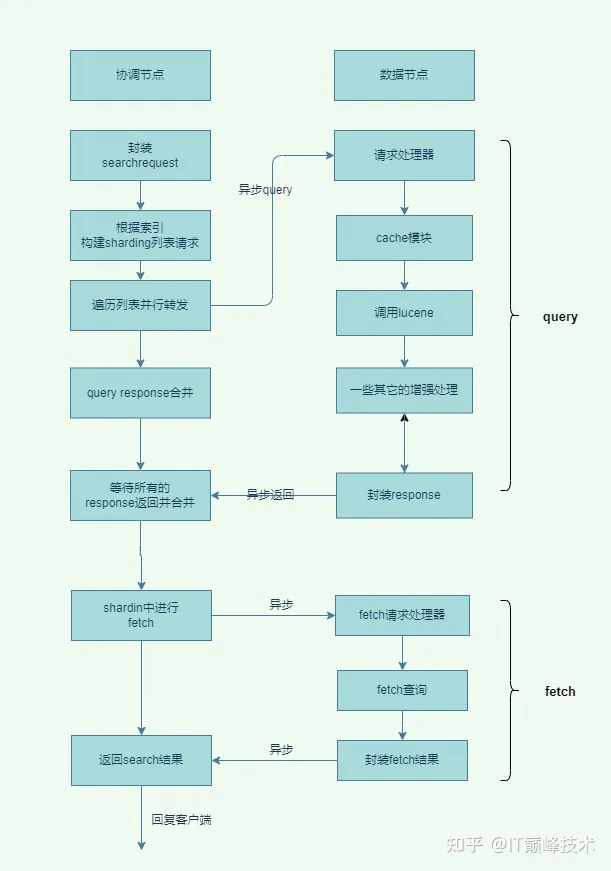 协调节点
数据节点
封装
searchrequest
请求处理器
异步query
根据索引
构建sharding列表请求
cache模块
遍历列表并行转发
调用lucene
query
query response合并
一些其它的增强处理
等待所有的
response返回并合并
异步返回
封装response
shardin中进行
fetch
异步
fetch请求处理器
fetch查询
fetch
返回search结果
异步
封装fetch结果
回复客户端
知乎 @IT巅峰技术